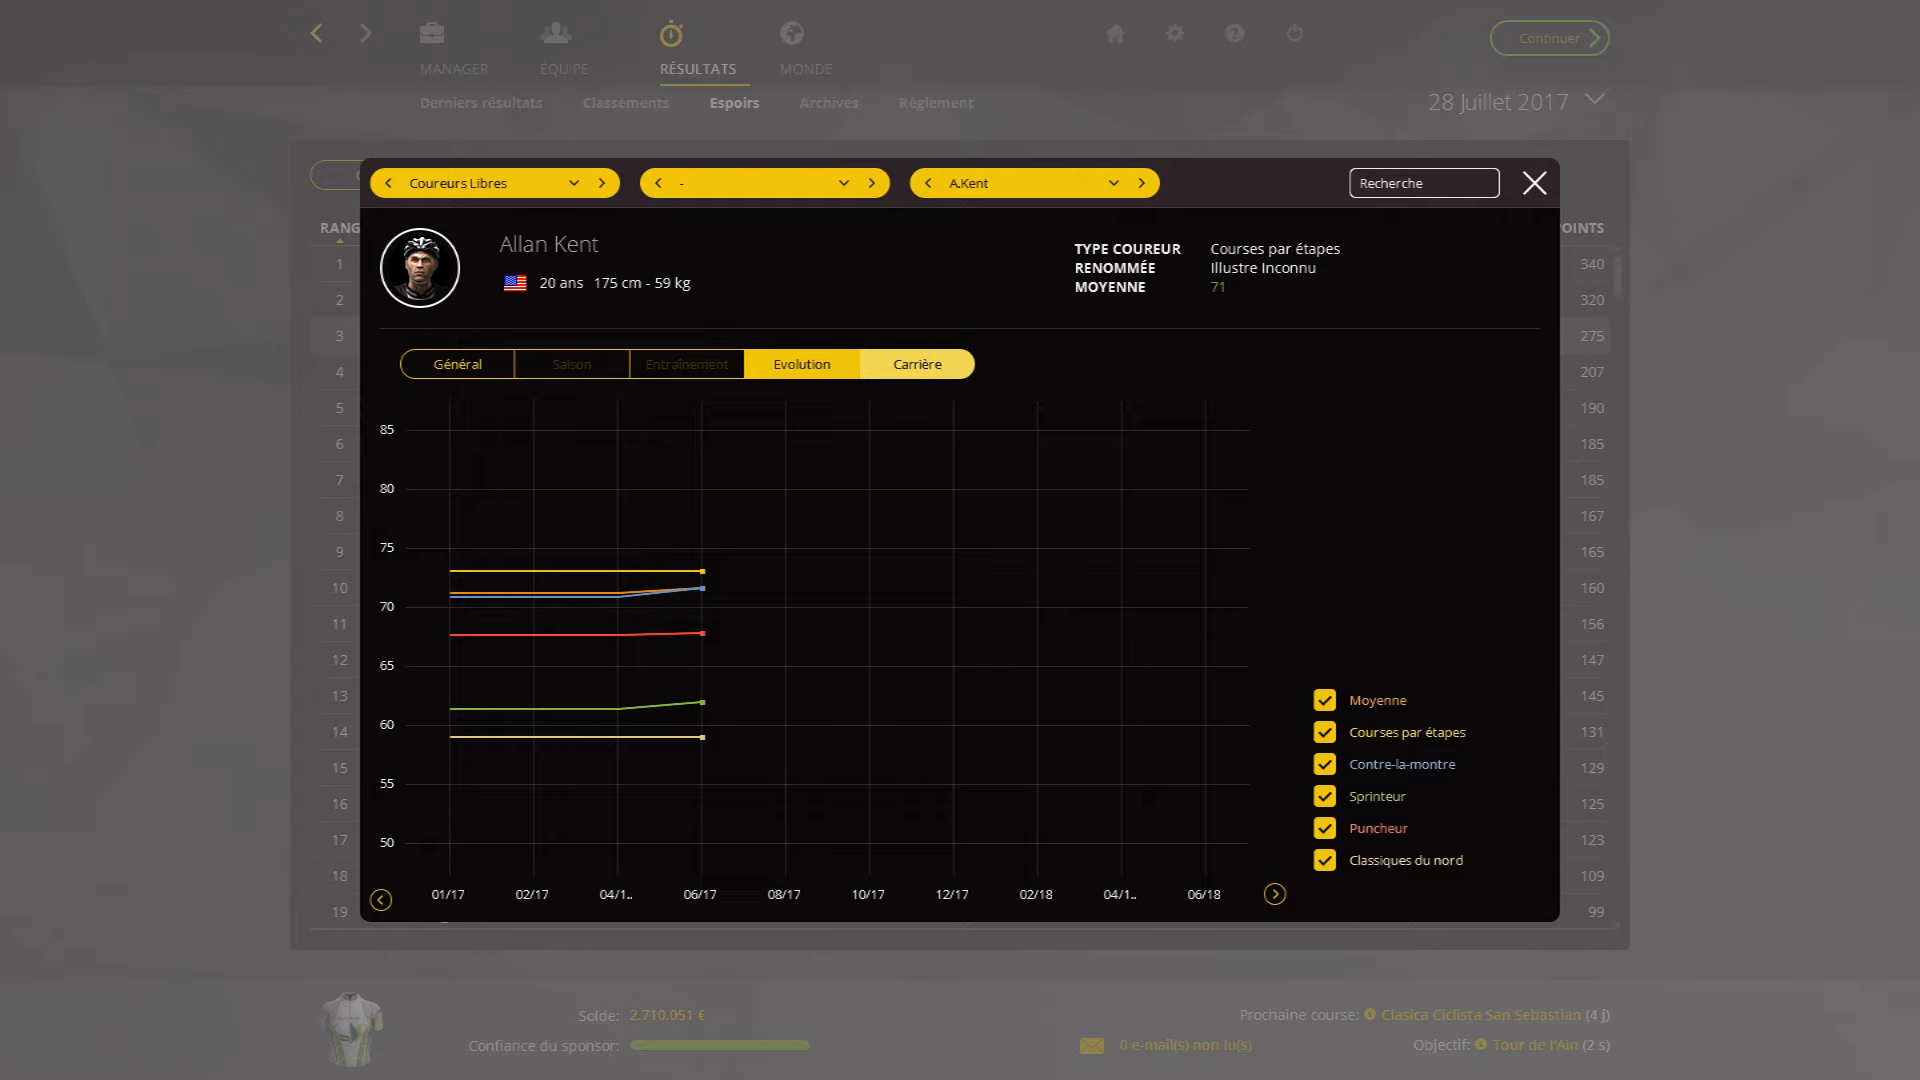 MANAGER ÉQUIPE RÉSULTATS MONDE
Continuer
Derniers résultats Classements Espoirs Archives Règlement
28 Juillet 2017
Coureurs Libres - A.Kent Recherche
RANG
OINTS
Allan Kent
20 ans 175 cm - 59 kg
TYPE COUREUR Courses par étapes
RENOMMÉE Illustre Inconnu
MOYENNE 71
Général Saison Entraînement Evolution Carrière
1 340
2 320
3 275
4 207
5 190
6 185
7 185
8 167
9 165
10 160
11 156
12 147
13 145
14 131
15 129
16 125
17 123
18 109
19 99
85
80
75
70
65
60
55
50
01/17 02/17 04/1.. 06/17 08/17 10/17 12/17 02/18 04/1.. 06/18
Moyenne
Courses par étapes
Contre-la-montre
Sprinteur
Puncheur
Classiques du nord
Solde: 2.710.051 €
Confiance du sponsor:
Prochaine course: Clasica Ciclista San Sebastian (4 j)
0 e-mail(s) non lu(s)
Objectif: Tour de l'Ain (2 s)